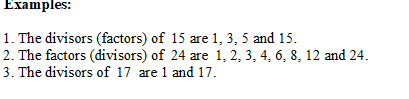 Examples:
1. The divisors (factors) of 15 are 1, 3, 5 and 15.
2. The factors (divisors) of 24 are 1, 2, 3, 4, 6, 8, 12 and 24.
3. The divisors of 17 are 1 and 17.